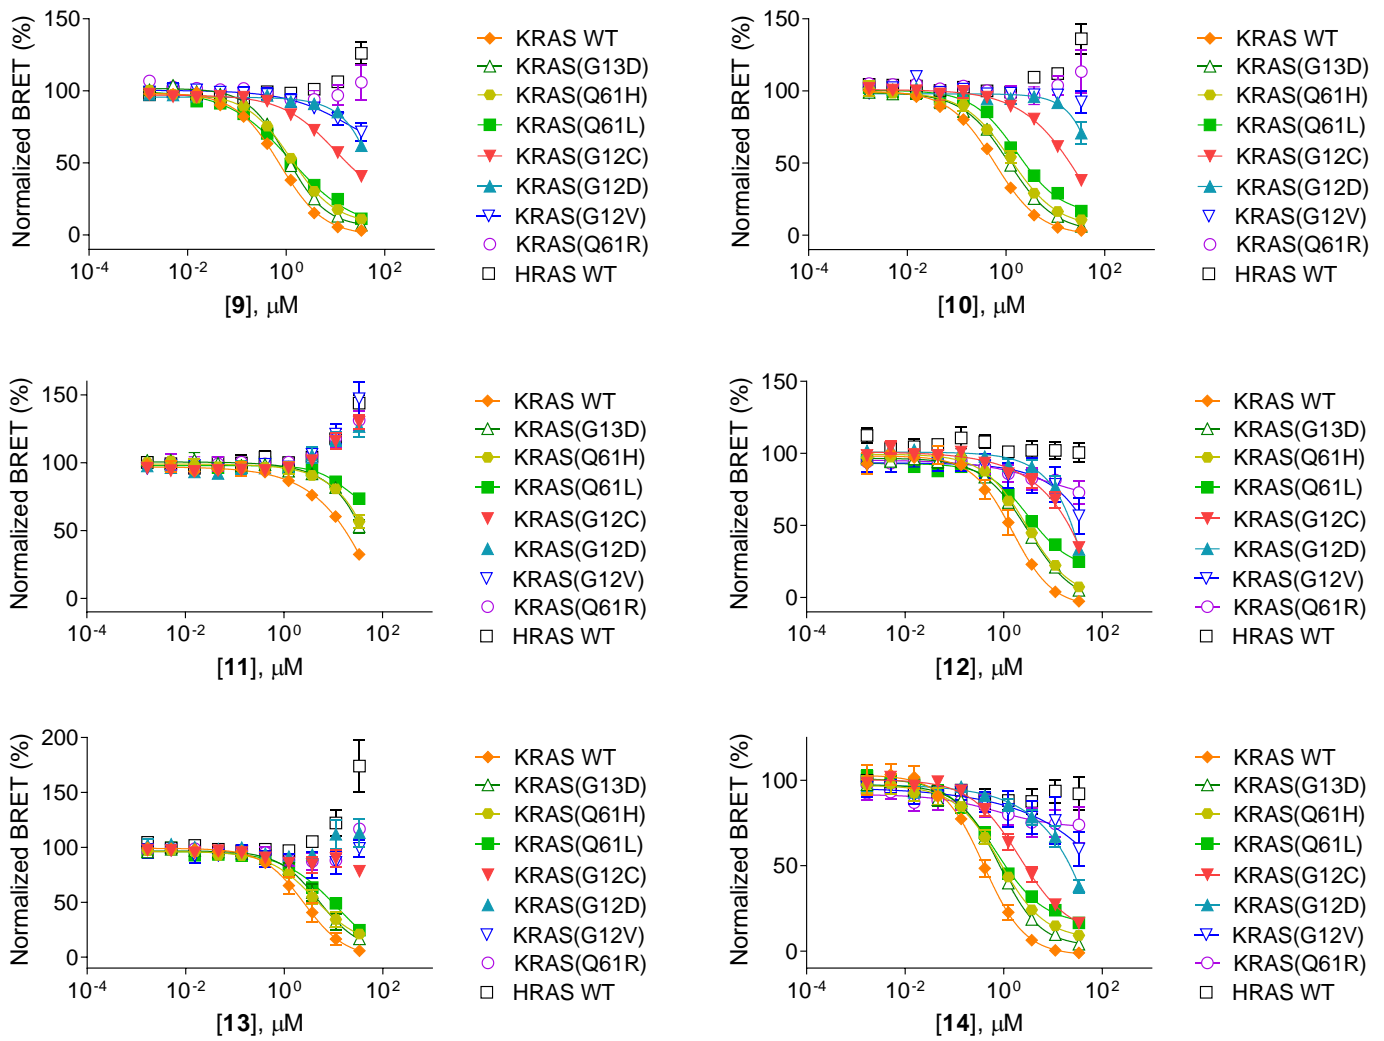 Normalized BRET (%)
150
100
50
0
10-4
10-2
100
102
[9], μM
KRAS WT
KRAS(G13D)
KRAS(Q61H)
KRAS(Q61L)
KRAS(G12C)
KRAS(G12D)
KRAS(G12V)
KRAS(Q61R)
HRAS WT
Normalized BRET (%)
150
100
50
0
10-4
10-2
100
102
[10], μM
KRAS WT
KRAS(G13D)
KRAS(Q61H)
KRAS(Q61L)
KRAS(G12C)
KRAS(G12D)
KRAS(G12V)
KRAS(Q61R)
HRAS WT
Normalized BRET (%)
150
100
50
0
10-4
10-2
100
102
[11], μM
KRAS WT
KRAS(G13D)
KRAS(Q61H)
KRAS(Q61L)
KRAS(G12C)
KRAS(G12D)
KRAS(G12V)
KRAS(Q61R)
HRAS WT
Normalized BRET (%)
150
100
50
0
10-4
10-2
100
102
[12], μM
KRAS WT
KRAS(G13D)
KRAS(Q61H)
KRAS(Q61L)
KRAS(G12C)
KRAS(G12D)
KRAS(G12V)
KRAS(Q61R)
HRAS WT
Normalized BRET (%)
200
150
100
50
0
10-4
10-2
100
102
[13], μM
KRAS WT
KRAS(G13D)
KRAS(Q61H)
KRAS(Q61L)
KRAS(G12C)
KRAS(G12D)
KRAS(G12V)
KRAS(Q61R)
HRAS WT
Normalized BRET (%)
100
50
0
10-4
10-2
100
102
[14], μM
KRAS WT
KRAS(G13D)
KRAS(Q61H)
KRAS(Q61L)
KRAS(G12C)
KRAS(G12D)
KRAS(G12V)
KRAS(Q61R)
HRAS WT